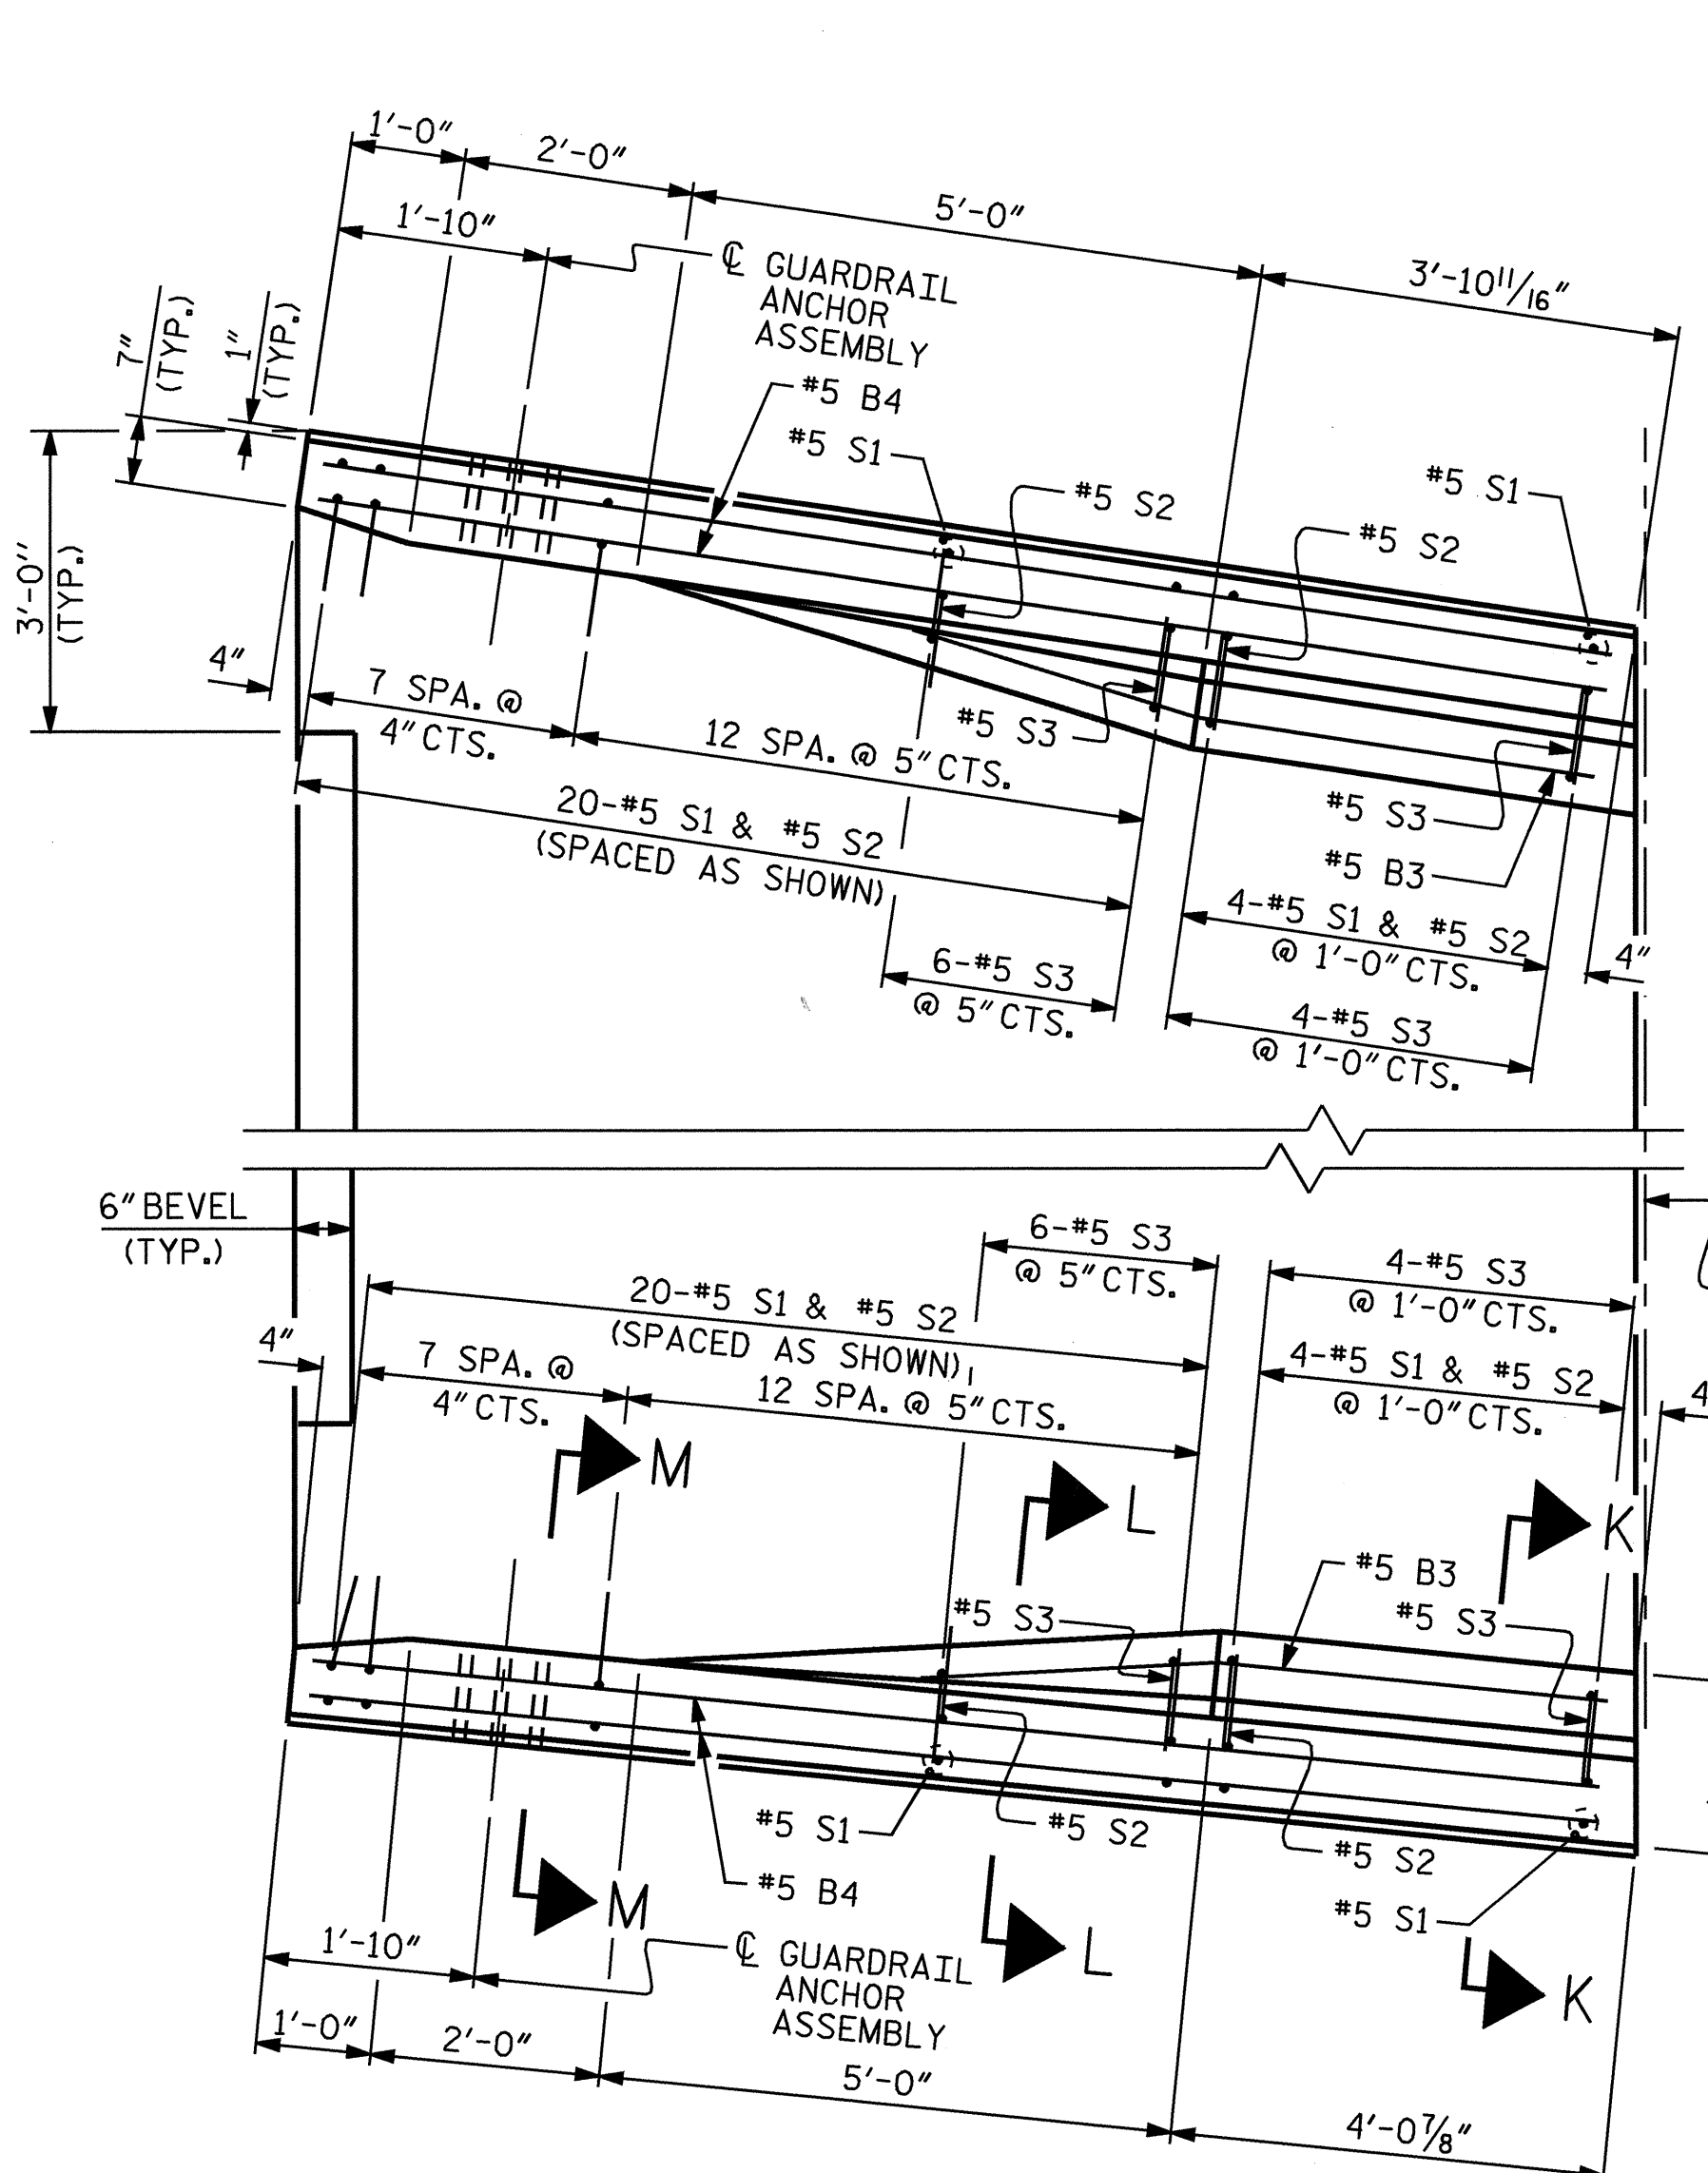 1'-0"
2'-0"
5'-0"
3'-10 11/16"
1'-10"
℄ GUARDRAIL
ANCHOR
ASSEMBLY
7"
(TYP.)
1"
(TYP.)
#5 B4
#5 S1
#5 S2
#5 S1
#5 S2
3'-0"
(TYP.)
4"
7 SPA. @
4" CTS.
12 SPA. @ 5" CTS.
#5 S3
20-#5 S1 & #5 S2
(SPACED AS SHOWN)
#5 S3
#5 B3
4-#5 S1 & #5 S2
@ 1'-0" CTS.
4"
6-#5 S3
@ 5" CTS.
4-#5 S3
@ 1'-0" CTS.
6" BEVEL
(TYP.)
6-#5 S3
@ 5" CTS.
4-#5 S3
@ 1'-0" CTS.
20-#5 S1 & #5 S2
(SPACED AS SHOWN)
4"
7 SPA. @
4" CTS.
12 SPA. @ 5" CTS.
4-#5 S1 & #5 S2
@ 1'-0" CTS.
4
M
L
K
#5 B3
#5 S3
#5 S3
#5 S1
#5 S2
#5 S2
#5 B4
#5 S1
M
L
K
1'-10"
℄ GUARDRAIL
ANCHOR
ASSEMBLY
1'-0"
2'-0"
5'-0"
4'-0 7/8"